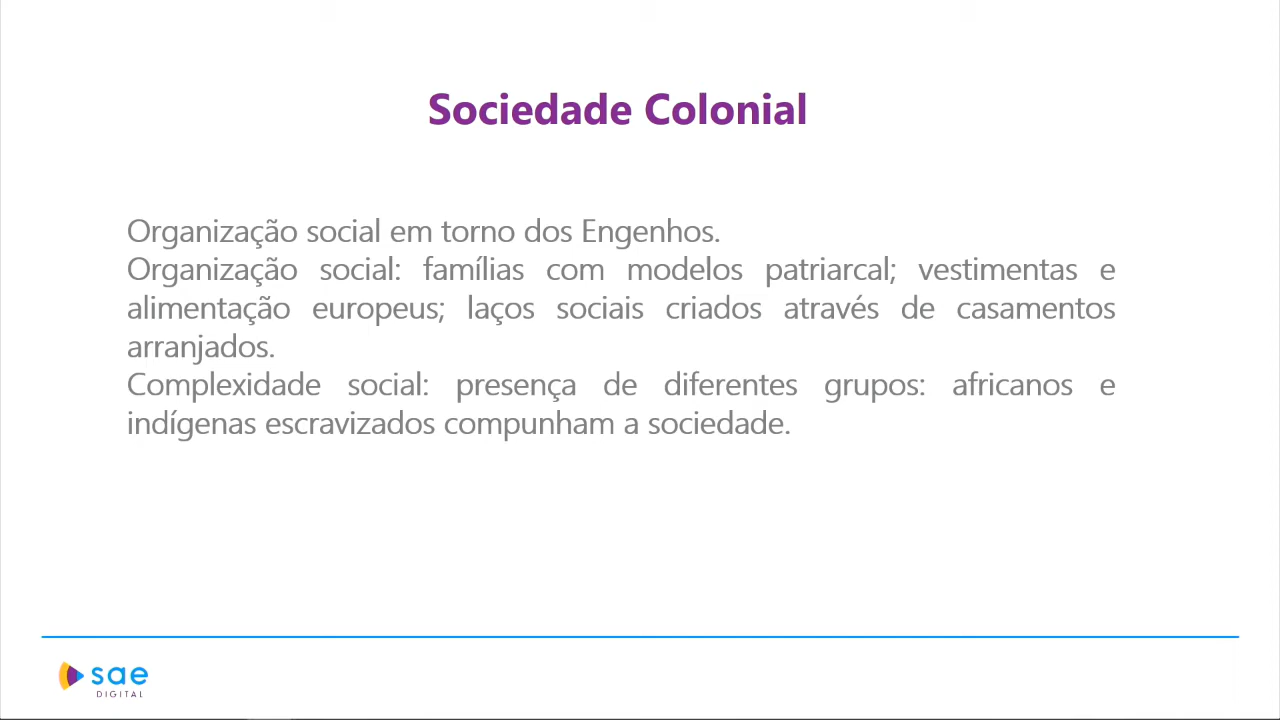 Sociedade Colonial
Organização social em torno dos Engenhos.
Organização social: famílias com modelos patriarcal; vestimentas e
alimentação europeus; laços sociais criados através de casamentos
arranjados.
Complexidade social: presença de diferentes grupos: africanos e
indígenas escravizados compunham a sociedade.
sae
DIGITAL